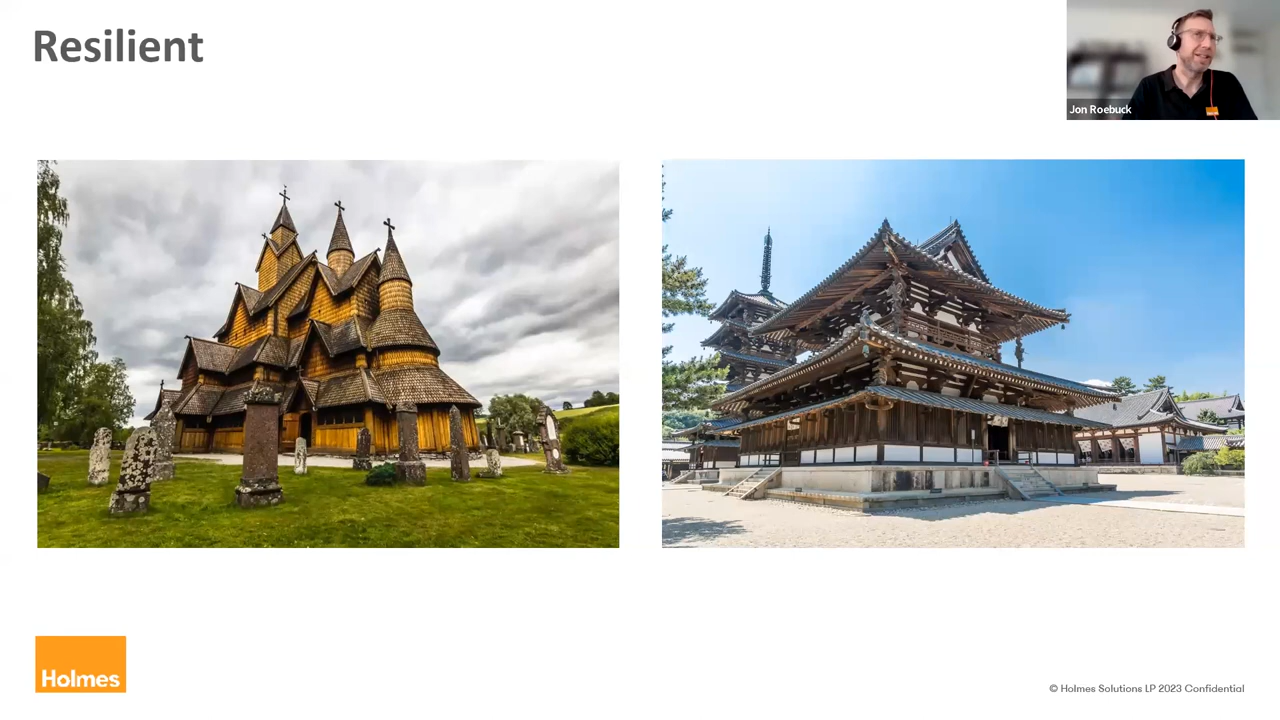 Resilient
Jon Roebuck
Holmes
© Holmes Solutions LP 2023 Confidential